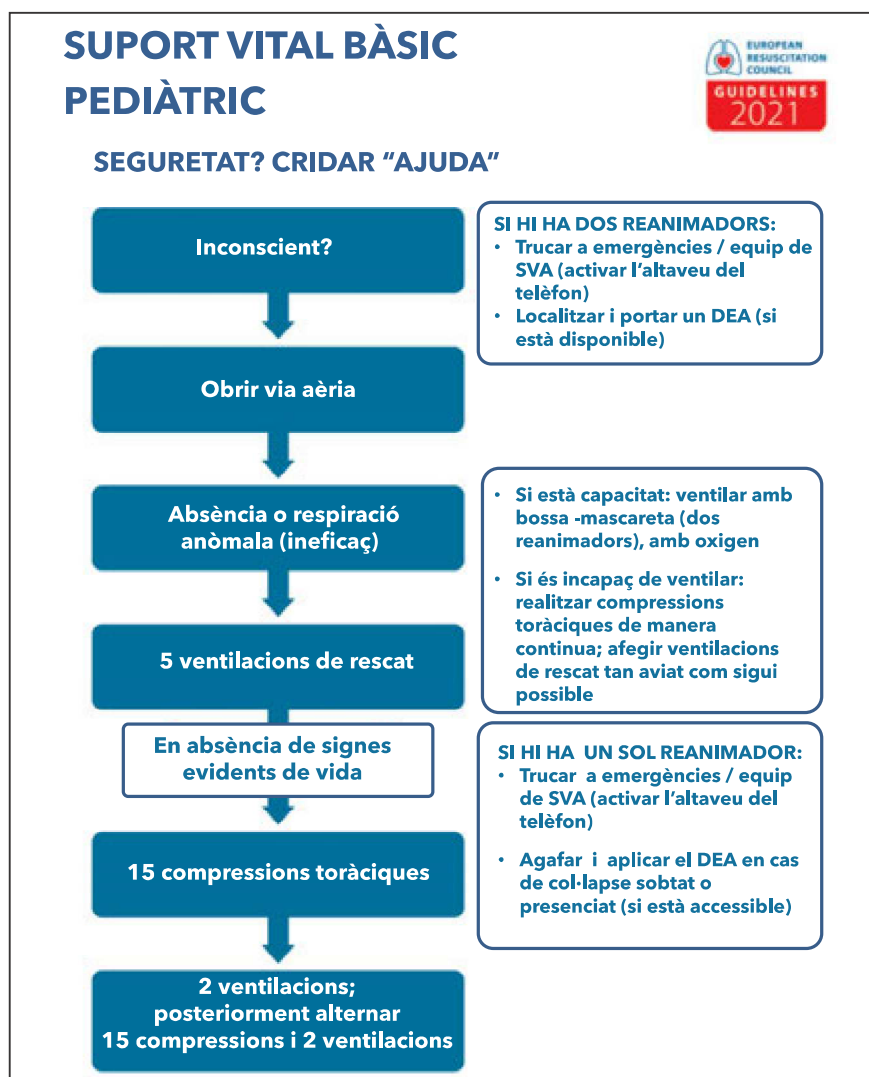 SUPORT VITAL BÀSIC
PEDIÀTRIC
EUROPEAN
RESUSCITATION
COUNCIL
GUIDELINES
2021
SEGURETAT? CRIDAR “AJUDA”
Inconscient?
SI HI HA DOS REANIMADORS:
• Trucar a emergències / equip de
SVA (activar l’altaveu del
telèfon)
• Localitzar i portar un DEA (si
està disponible)
Obrir via aèria
Absència o respiració
anòmala (ineficaç)
• Si està capacitat: ventilar amb
bossa -mascareta (dos
reanimadors), amb oxigen
• Si és incapaç de ventilar:
realitzar compressions
toràciques de manera
continua; afegir ventilacions
de rescat tan aviat com sigui
possible
5 ventilacions de rescat
En absència de signes
evidents de vida
SI HI HA UN SOL REANIMADOR:
• Trucar a emergències / equip
de SVA (activar l’altaveu del
telèfon)
• Agafar i aplicar el DEA en cas
de col·lapse sobtat o
presenciat (si està accessible)
15 compressions toràciques
2 ventilacions;
posteriorment alternar
15 compressions i 2 ventilacions